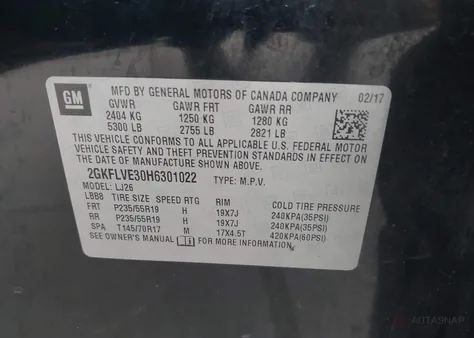 GM
MFD BY GENERAL MOTORS OF CANADA COMPANY 02/17
GVWR GAWR FRT GAWR RR
2404 KG 1250 KG 1280 KG
5300 LB 2755 LB 2821 LB
THIS VEHICLE CONFORMS TO ALL APPLICABLE U.S. FEDERAL MOTOR
VEHICLE SAFETY, BUMPER, AND THEFT PREVENTION STANDARDS IN EFFECT ON
THE DATE OF MANUFACTURE SHOWN ABOVE.
2GKFLVE30H6301022 TYPE: M.P.V.
MODEL: LJ26
LBB8 TIRE SIZE SPEED RTG RIM COLD TIRE PRESSURE
FRT P235/55R19 H 19X7J 240KPA(35PSI)
RR P235/55R19 H 19X7J 240KPA(35PSI)
SPA T145/70R17 M 17X4.5T 420KPA(60PSI)
SEE OWNER'S MANUAL FOR MORE INFORMATION.
AOTASNAP